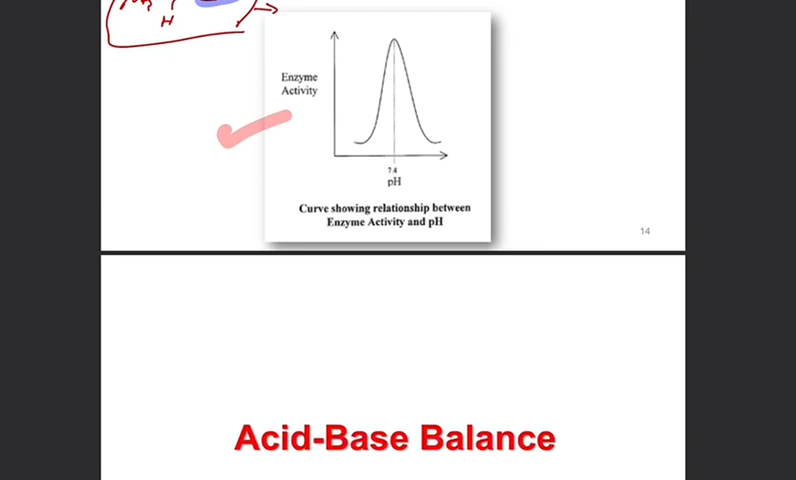 H
Enzyme
Activity
7.4
pH
Curve showing relationship between
Enzyme Activity and pH
14
Acid-Base Balance